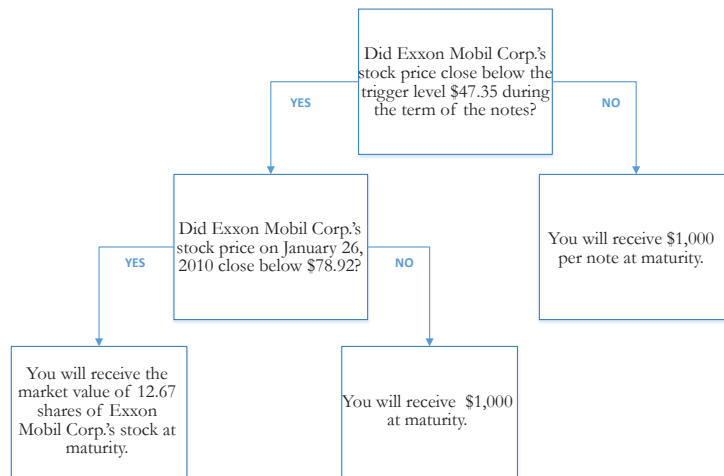 Did Exxon Mobil Corp.'s
stock price close below the
trigger level $47.35 during
the term of the notes?
YES
NO
Did Exxon Mobil Corp.'s
stock price on January 26,
2010 close below $78.92?
You will receive $1,000
per note at maturity.
YES
NO
You will receive the
market value of 12.67
shares of Exxon
Mobil Corp.'s stock at
maturity.
You will receive $1,000
at maturity.